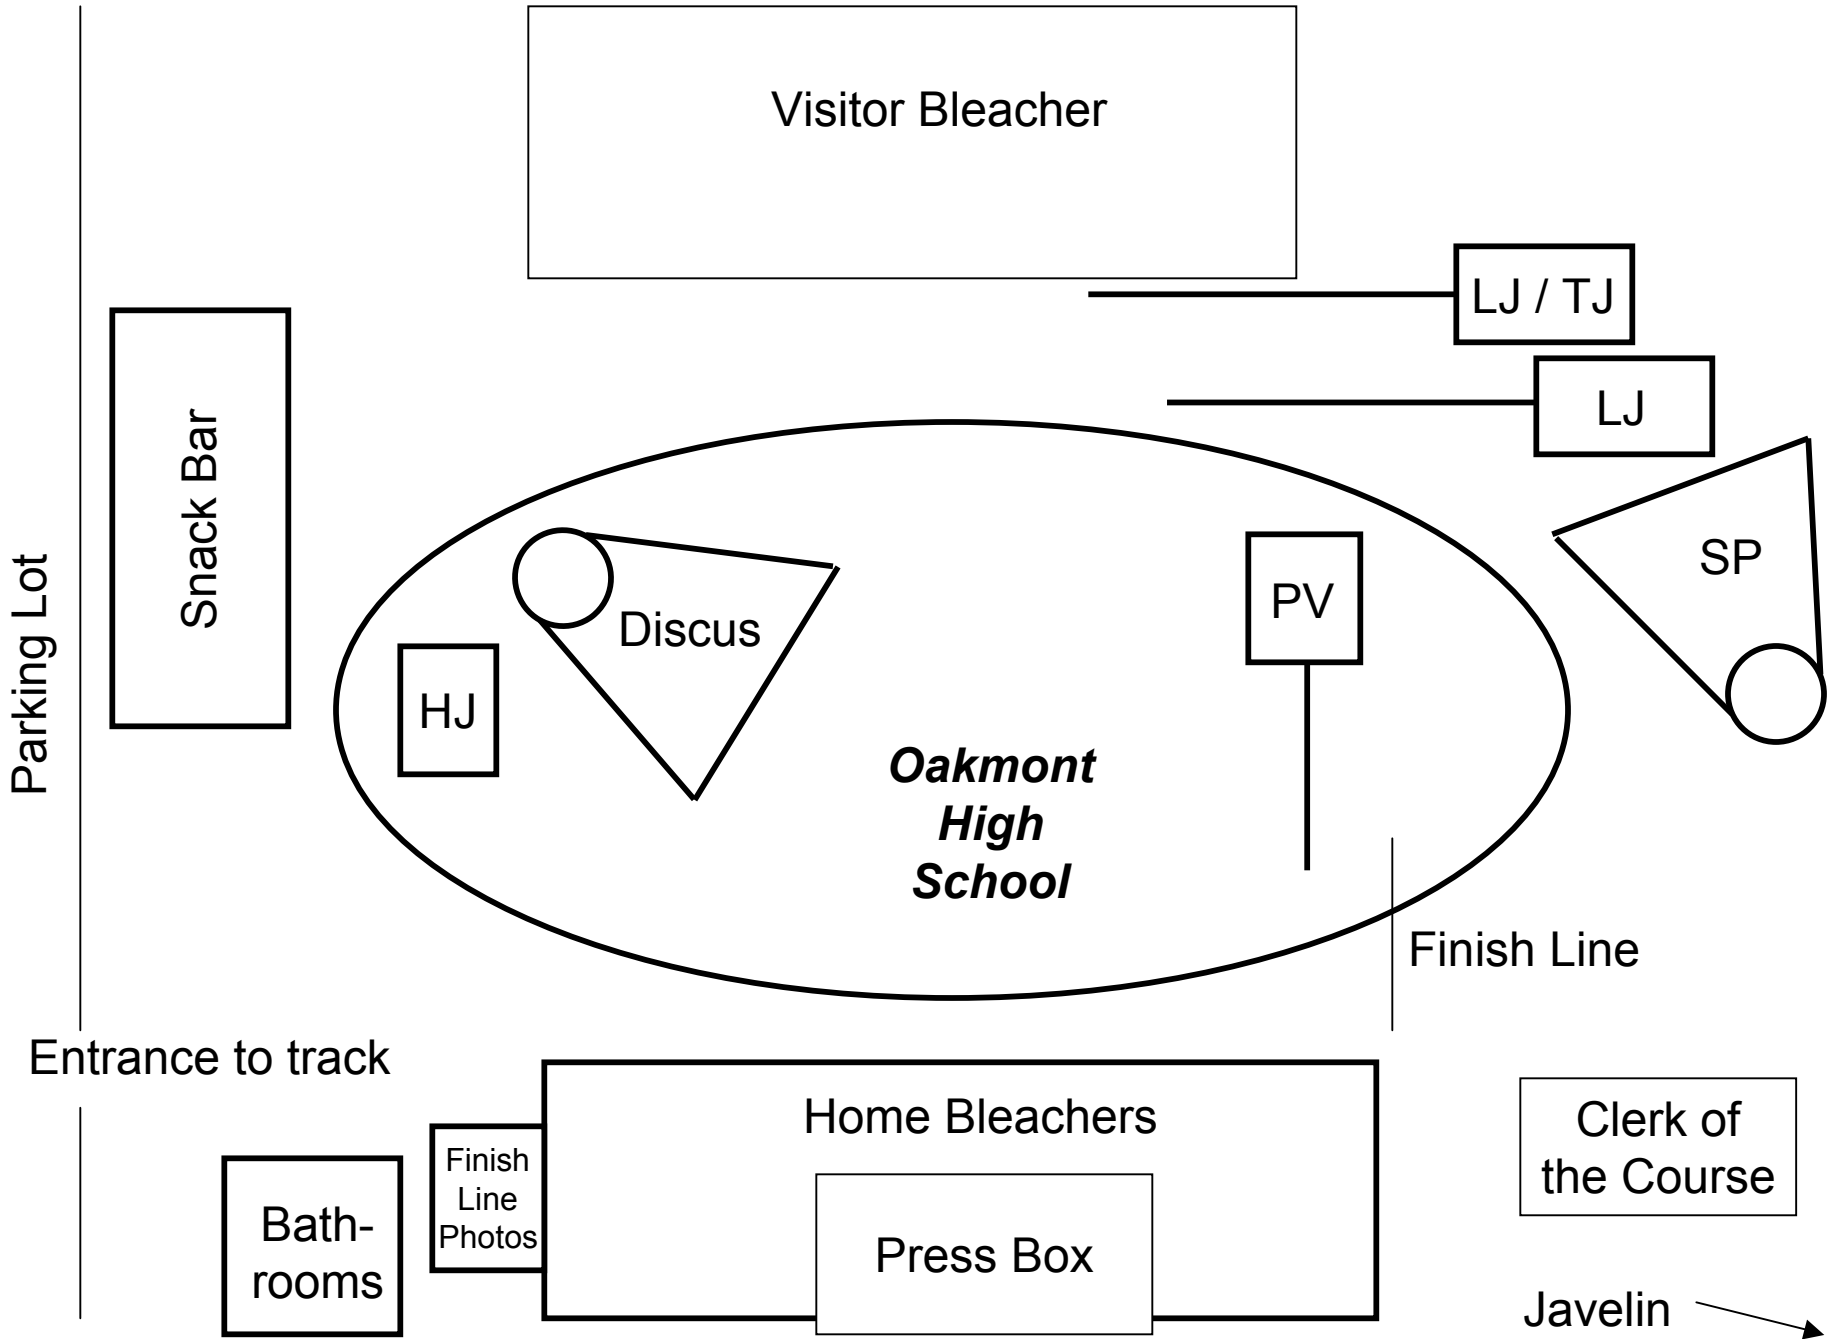 Visitor Bleacher
LJ / TJ
LJ
Snack Bar
SP
PV
Discus
HJ
Parking Lot
Oakmont
High
School
Finish Line
Entrance to track
Home Bleachers
Clerk of
the Course
Finish
Line
Photos
Bath-
rooms
Press Box
Javelin